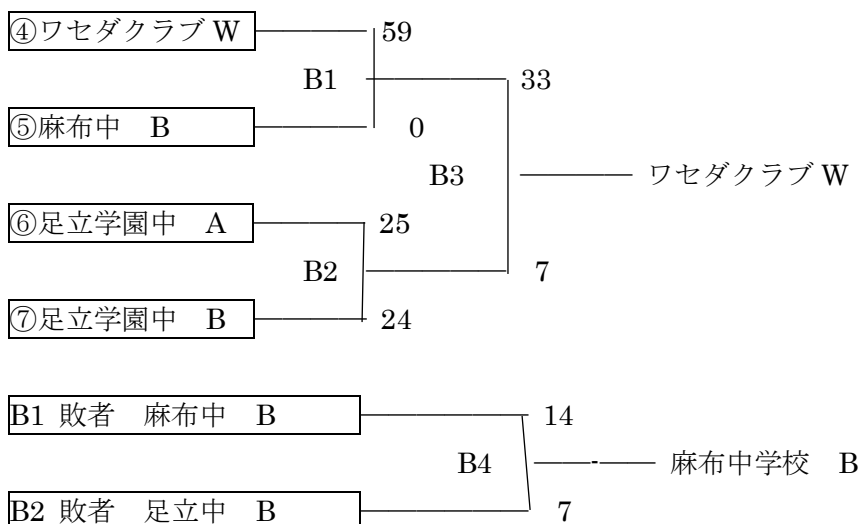 ④ワセダクラブ W 59
B1 33
⑤麻布中　B 0
B3 ワセダクラブ W
⑥足立学園中　A 25
B2 7
⑦足立学園中　B 24
B1 敗者　麻布中　B 14
B4 麻布中学校　B
B2 敗者　足立中　B 7